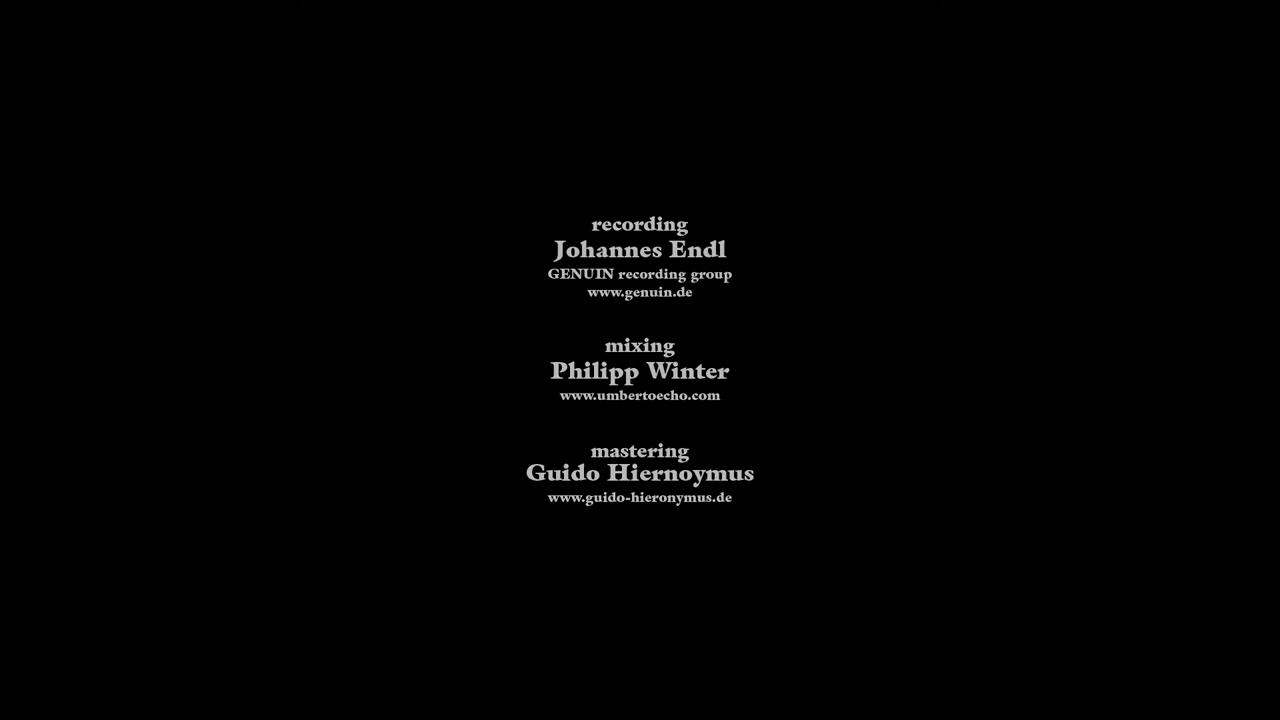 recording
Johannes Endl
GENUIN recording group
www.genuin.de
mixing
Philipp Winter
www.umbertoecho.com
mastering
Guido Hiernoymus
www.guido-hieronymus.de